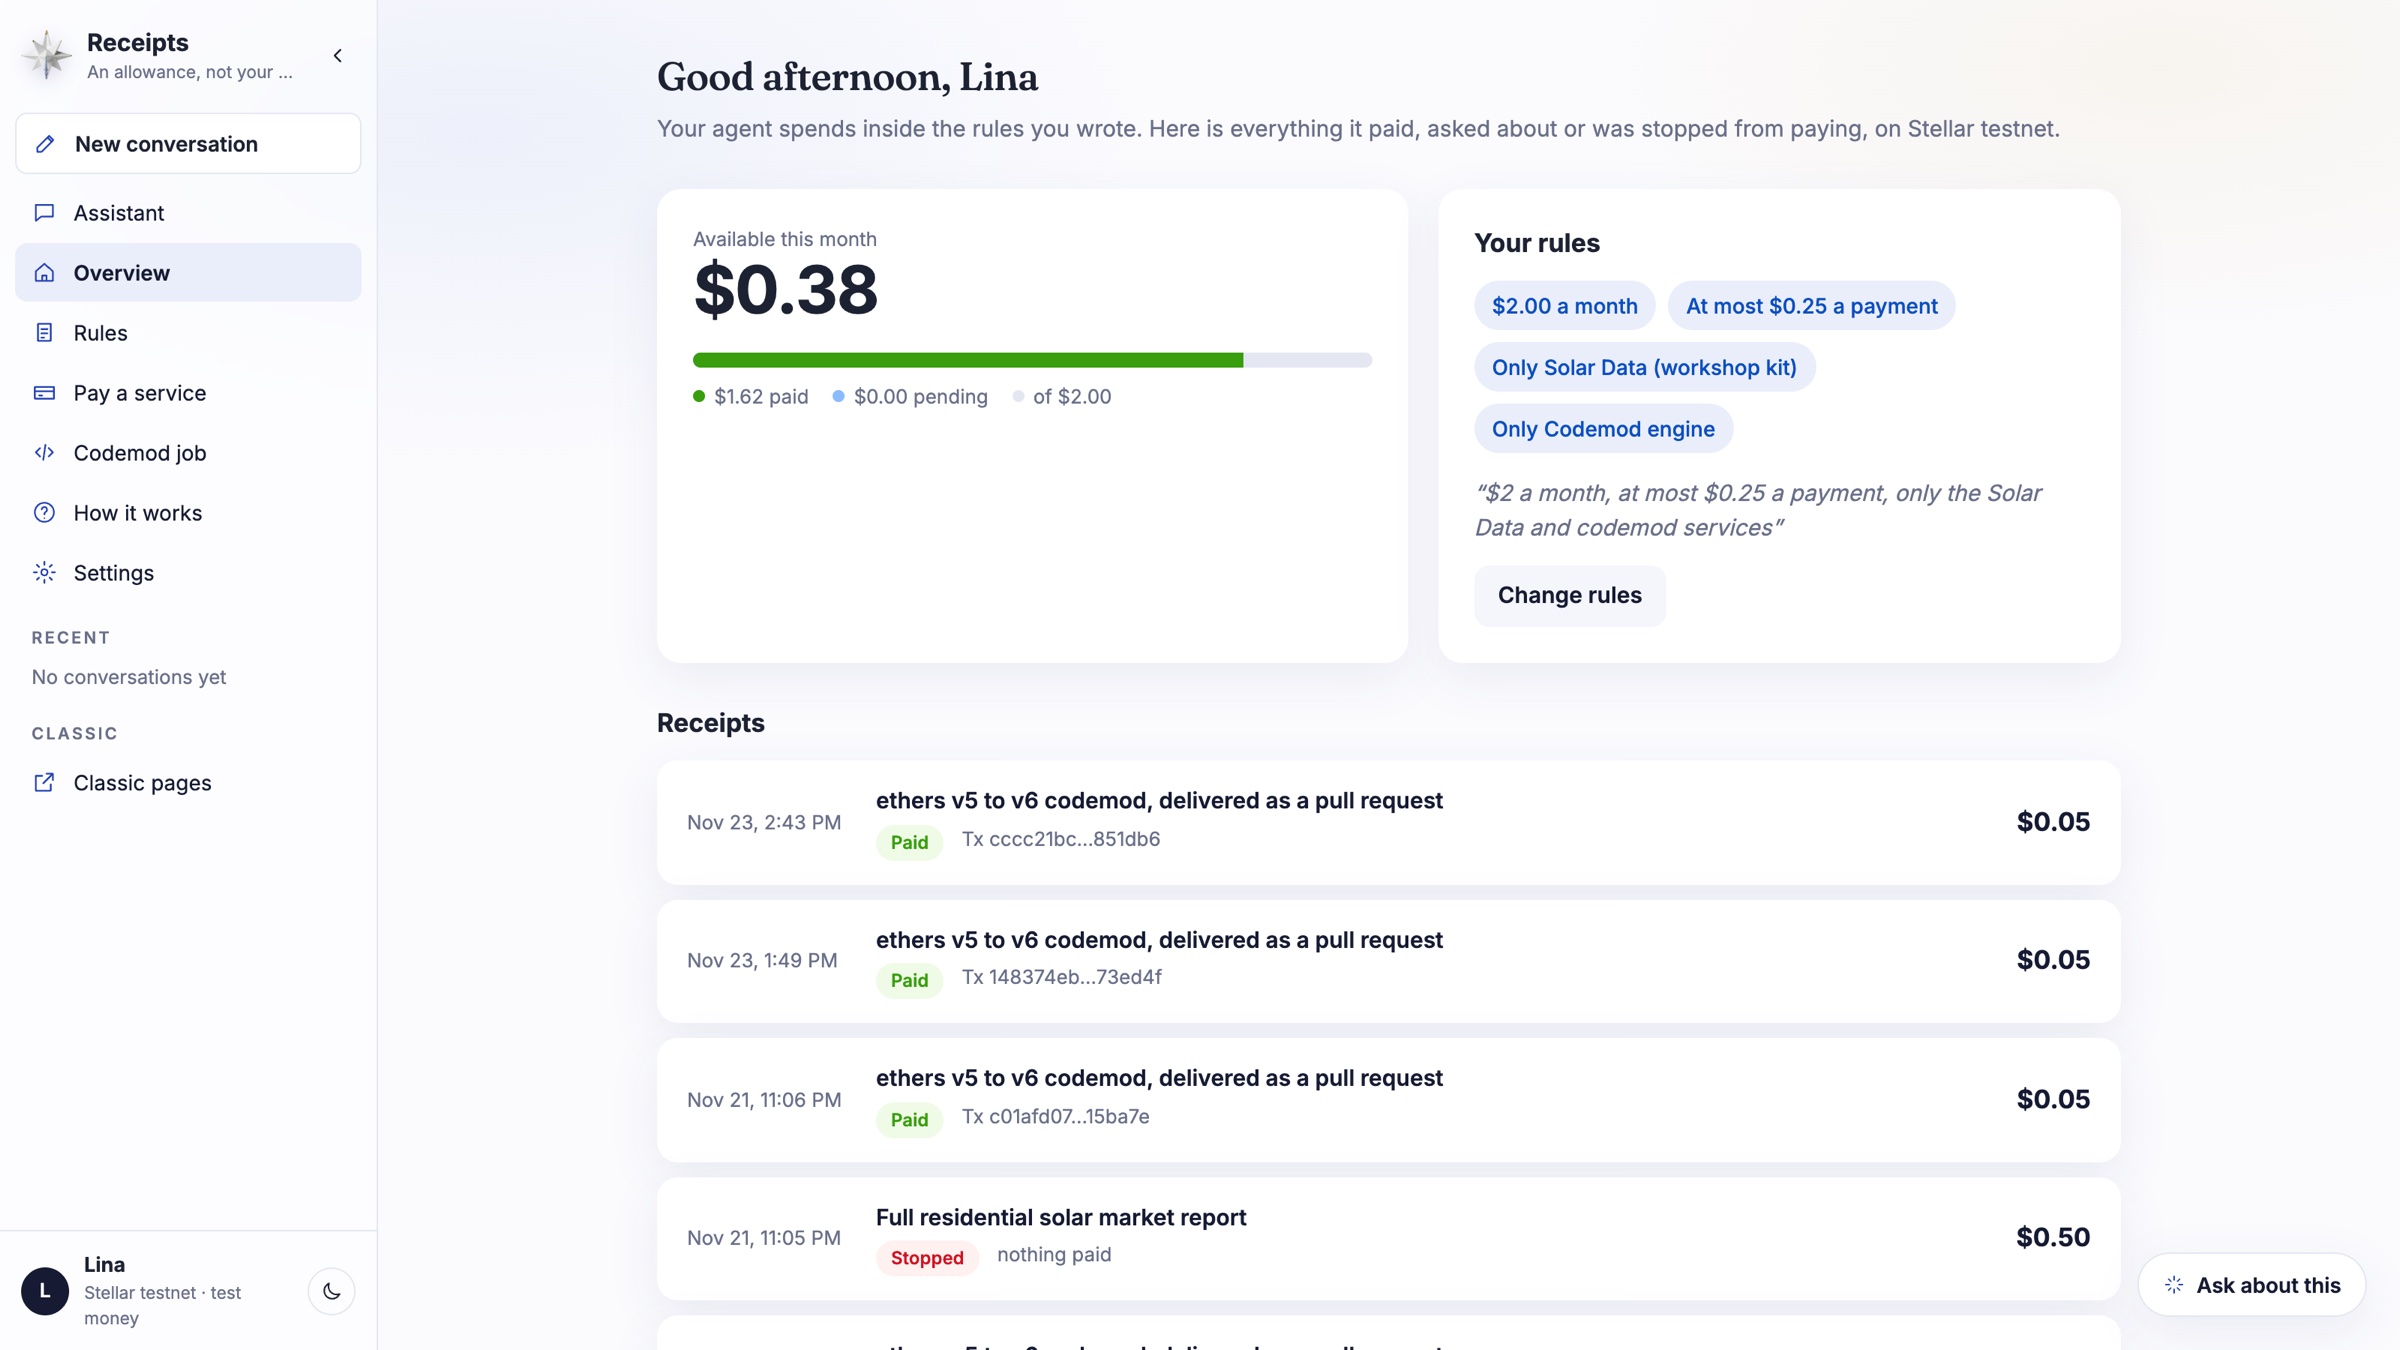 Receipts
An allowance, not your ...
New conversation
Assistant
Overview
Rules
Pay a service
Codemod job
How it works
Settings
RECENT
No conversations yet
CLASSIC
Classic pages
Lina
L
Stellar testnet · test
money
Good afternoon, Lina
Your agent spends inside the rules you wrote. Here is everything it paid, asked about or was stopped from paying, on Stellar testnet.
Available this month
$0.38
$1.62 paid $0.00 pending of $2.00
Your rules
$2.00 a month At most $0.25 a payment
Only Solar Data (workshop kit)
Only Codemod engine
“$2 a month, at most $0.25 a payment, only the Solar
Data and codemod services”
Change rules
Receipts
ethers v5 to v6 codemod, delivered as a pull request
Nov 23, 2:43 PM $0.05
Paid Tx cccc21bc...851db6
ethers v5 to v6 codemod, delivered as a pull request
Nov 23, 1:49 PM $0.05
Paid Tx 148374eb...73ed4f
ethers v5 to v6 codemod, delivered as a pull request
Nov 21, 11:06 PM $0.05
Paid Tx c01afd07...15ba7e
Full residential solar market report
Nov 21, 11:05 PM $0.50
Stopped nothing paid
Ask about this